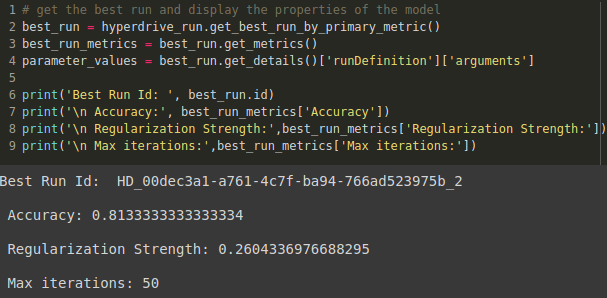 1 # get the best run and display the properties of the model
2 best_run = hyperdrive_run.get_best_run_by_primary_metric()
3 best_run_metrics = best_run.get_metrics()
4 parameter_values = best_run.get_details()['runDefinition']['arguments']
5
6 print('Best Run Id: ', best_run.id)
7 print('\n Accuracy:', best_run_metrics['Accuracy'])
8 print('\n Regularization Strength:',best_run_metrics['Regularization Strength:'])
9 print('\n Max iterations:',best_run_metrics['Max iterations:'])
Best Run Id:  HD_00dec3a1-a761-4c7f-ba94-766ad523975b_2
Accuracy: 0.8133333333333334
Regularization Strength: 0.2604336976688295
Max iterations: 50